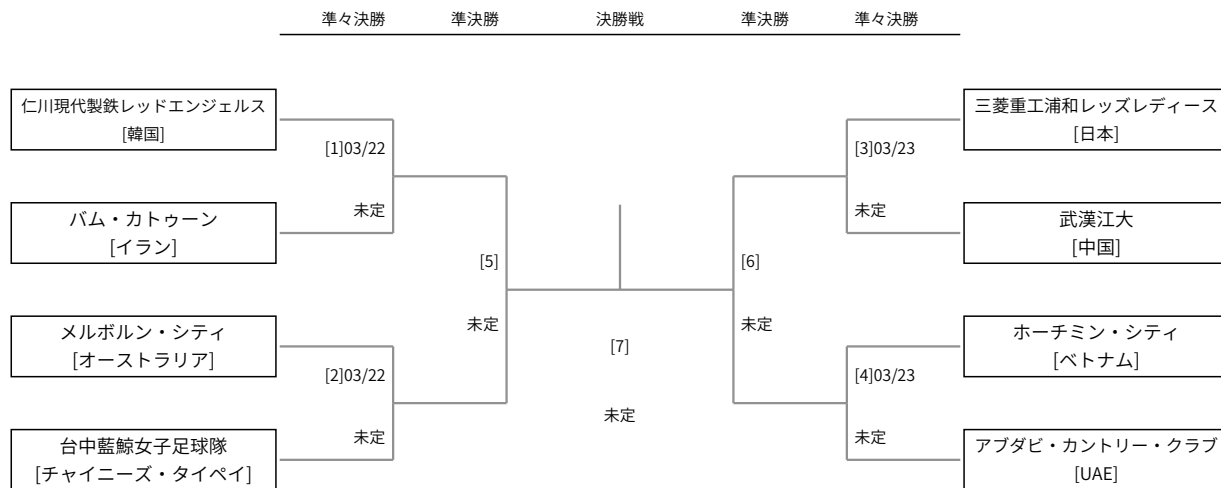 準々決勝 準決勝 決勝戦 準決勝 準々決勝
仁川現代製鉄レッドエンジェルス
[韓国]
[1]03/22
未定
バム・カトゥーン
[イラン]
[5]
未定
メルボルン・シティ
[オーストラリア]
[2]03/22
未定
台中藍鯨女子足球隊
[チャイニーズ・タイペイ]
[7]
未定
三菱重工浦和レッズレディース
[日本]
[3]03/23
未定
武漢江大
[中国]
[6]
未定
ホーチミン・シティ
[ベトナム]
[4]03/23
未定
アブダビ・カントリー・クラブ
[UAE]